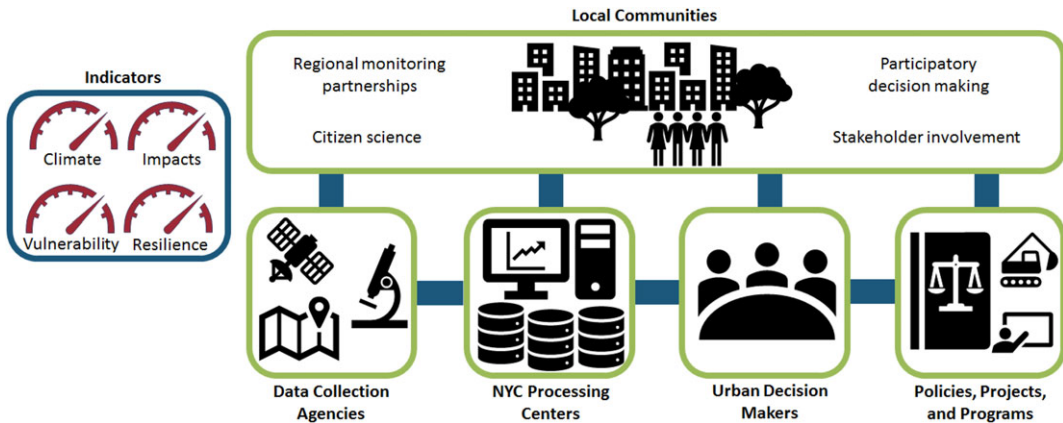 Local Communities
Indicators
Climate
Impacts
Vulnerability
Resilience
Regional monitoring
partnerships
Citizen science
Participatory
decision making
Stakeholder involvement
Data Collection
Agencies
NYC Processing
Centers
Urban Decision
Makers
Policies, Projects,
and Programs